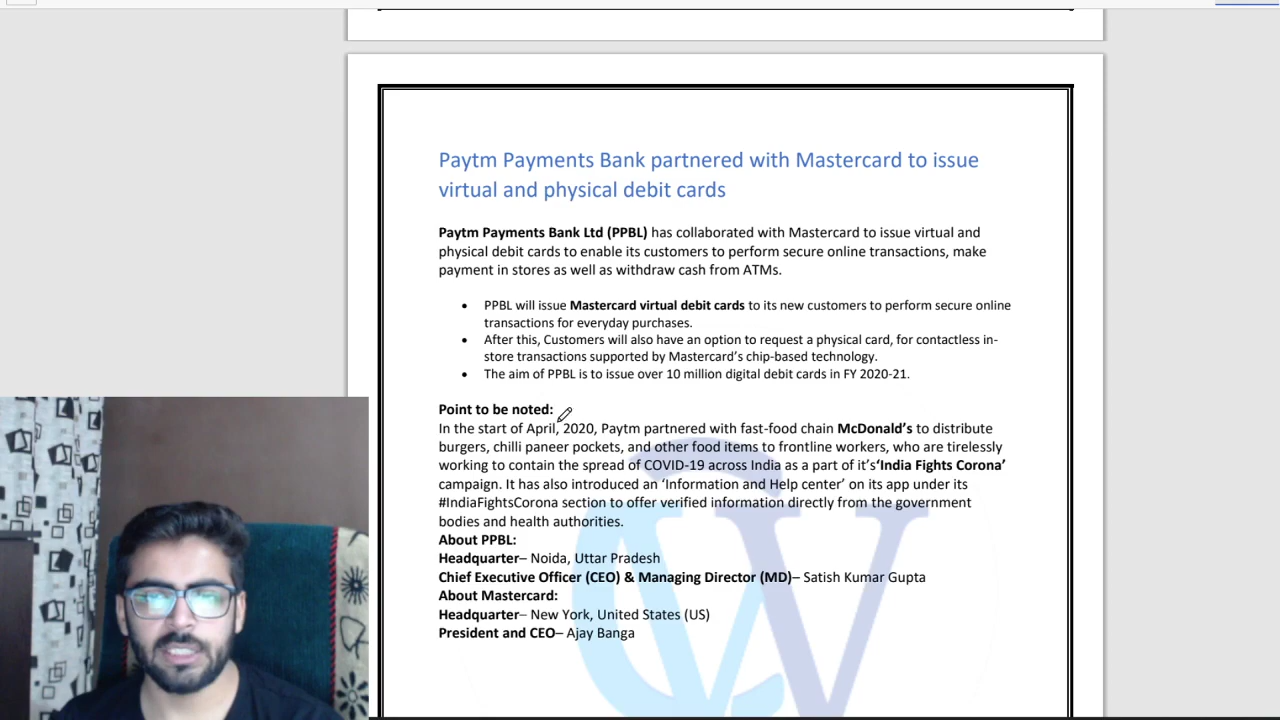 Paytm Payments Bank partnered with Mastercard to issue
virtual and physical debit cards
Paytm Payments Bank Ltd (PPBL) has collaborated with Mastercard to issue virtual and
physical debit cards to enable its customers to perform secure online transactions, make
payment in stores as well as withdraw cash from ATMs.
• PPBL will issue Mastercard virtual debit cards to its new customers to perform secure online
transactions for everyday purchases.
• After this, Customers will also have an option to request a physical card, for contactless in-
store transactions supported by Mastercard’s chip-based technology.
• The aim of PPBL is to issue over 10 million digital debit cards in FY 2020-21.
Point to be noted:
In the start of April, 2020, Paytm partnered with fast-food chain McDonald’s to distribute
burgers, chilli paneer pockets, and other food items to frontline workers, who are tirelessly
working to contain the spread of COVID-19 across India as a part of it’s‘India Fights Corona’
campaign. It has also introduced an ‘Information and Help center’ on its app under its
#IndiaFightsCorona section to offer verified information directly from the government
bodies and health authorities.
About PPBL:
Headquarter– Noida, Uttar Pradesh
Chief Executive Officer (CEO) & Managing Director (MD)– Satish Kumar Gupta
About Mastercard:
Headquarter– New York, United States (US)
President and CEO– Ajay Banga